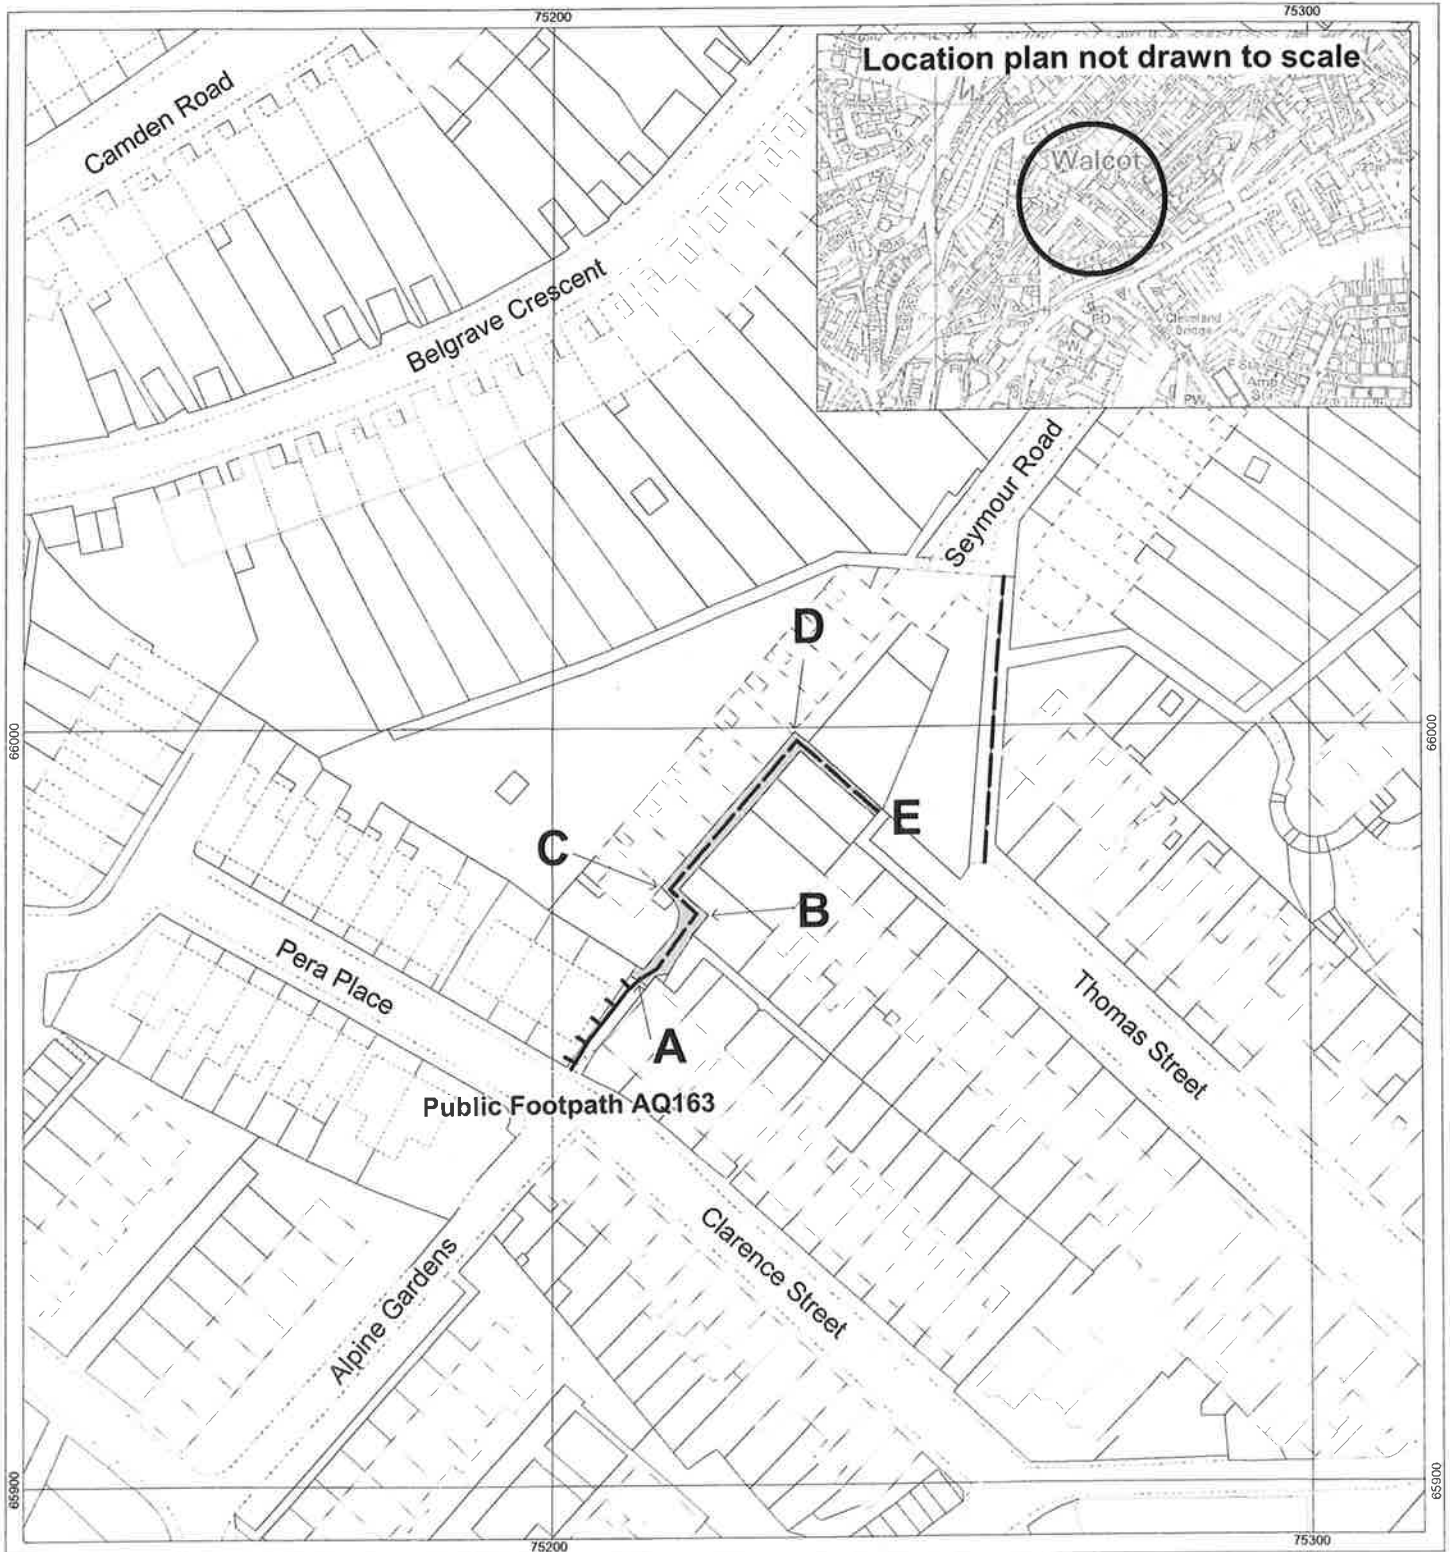 75200
75300
Location plan not drawn to scale
Camden Road
Walcot
Belgrave Crescent
Cleveland
Bridge
PW
Seymour Road
D
66000
66000
E
C
B
Pera Place
A
Thomas Street
Public Footpath AQ163
Clarence Street
Alpine Gardens
65900
65900
75200
75300